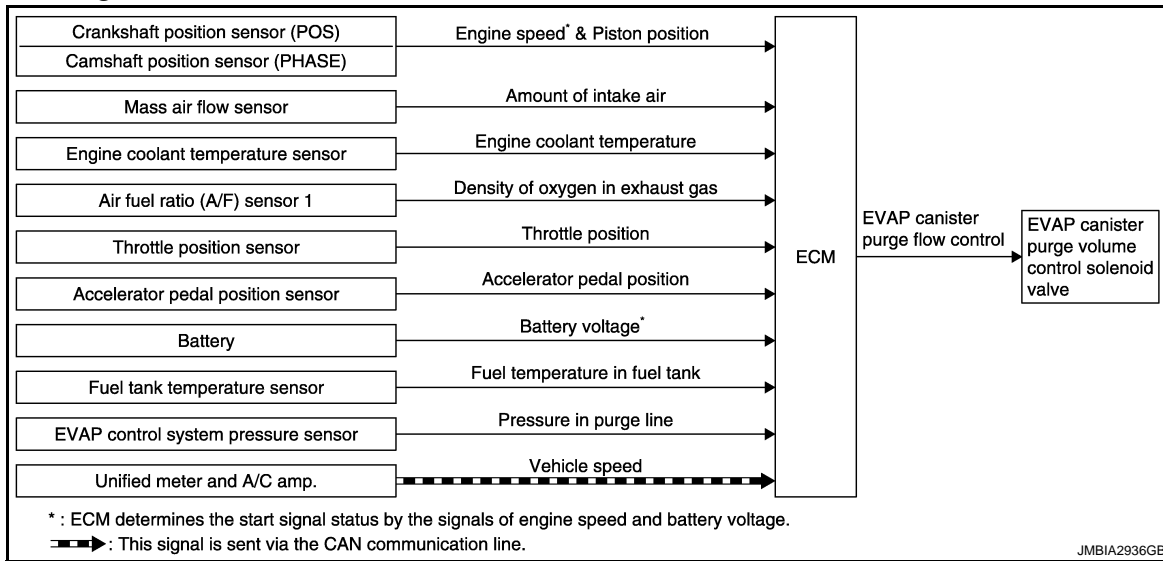 Crankshaft position sensor (POS)
Camshaft position sensor (PHASE)
Engine speed* & Piston position
Mass air flow sensor
Amount of intake air
Engine coolant temperature sensor
Engine coolant temperature
Air fuel ratio (A/F) sensor 1
Density of oxygen in exhaust gas
Throttle position sensor
Throttle position
Accelerator pedal position sensor
Accelerator pedal position
Battery
Battery voltage*
Fuel tank temperature sensor
Fuel temperature in fuel tank
EVAP control system pressure sensor
Pressure in purge line
Unified meter and A/C amp.
Vehicle speed
ECM
EVAP canister
purge flow control
EVAP canister
purge volume
control solenoid
valve
* : ECM determines the start signal status by the signals of engine speed and battery voltage.
: This signal is sent via the CAN communication line.
JMBIA2936GB